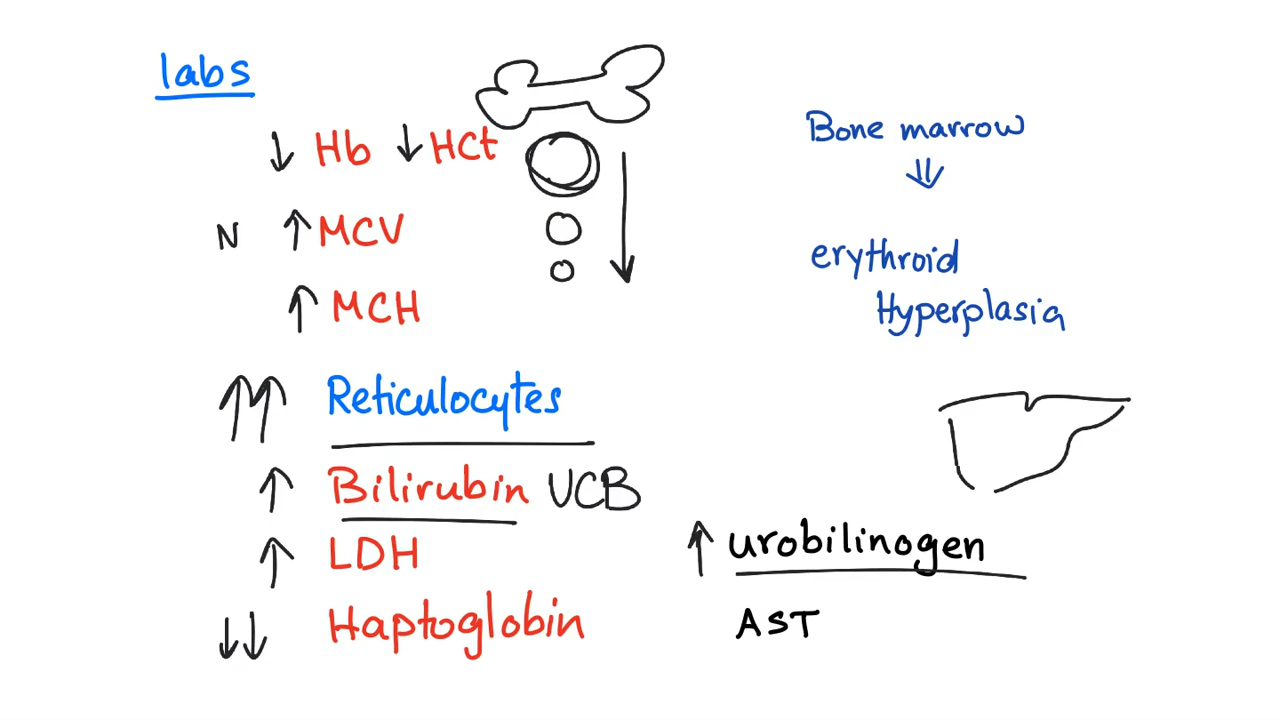 labs
↓ Hb ↓ HCt
N ↑ MCV
↑ MCH
↑↑ Reticulocytes
↑ Bilirubin UCB
↑ LDH
↓↓ Haptoglobin
Bone marrow
⇓
erythroid
Hyperplasia
↑ urobilinogen
AST